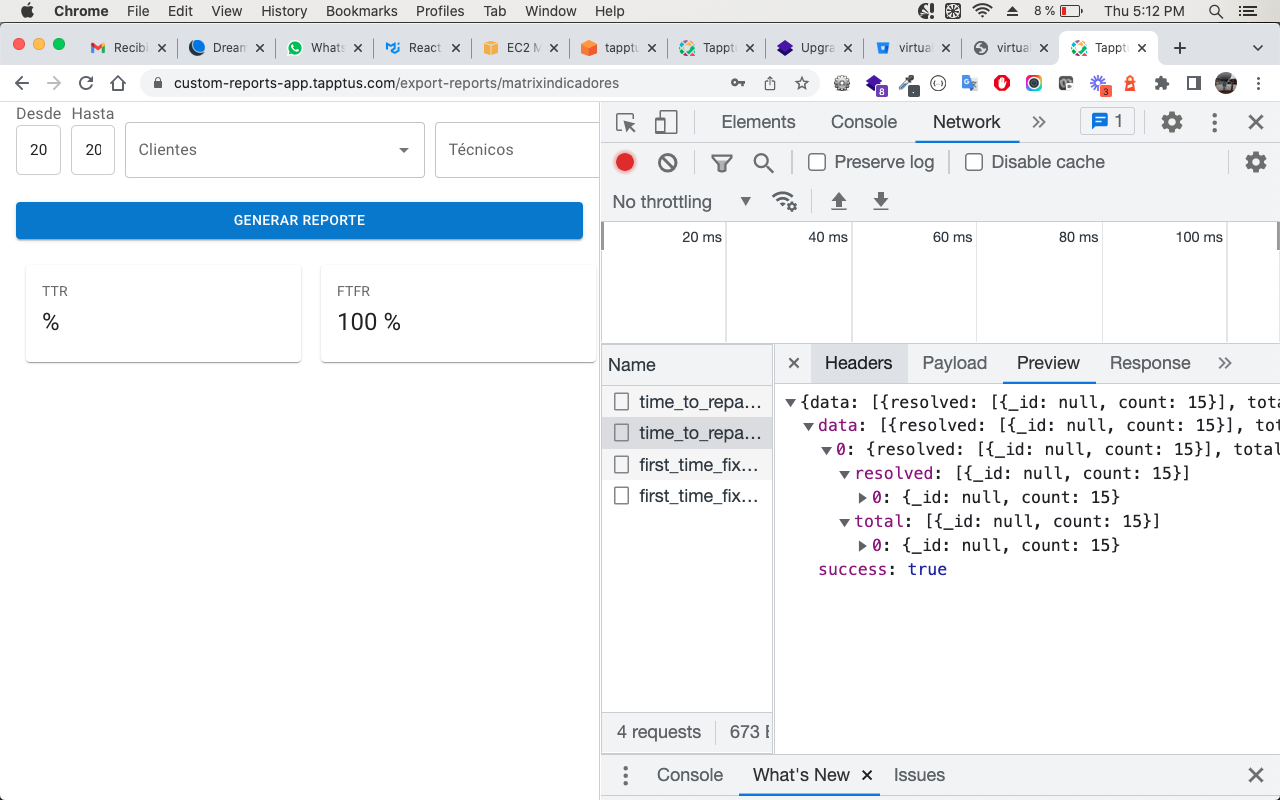 Chrome File Edit View History Bookmarks Profiles Tab Window Help 8 % Thu 5:12 PM
Recibi Dream Whats React EC2 M tapptu Tappt Upgra virtual virtual Tappt
custom-reports-app.tapptus.com/export-reports/matrixindicadores 8 3
Desde Hasta
20 20 Clientes Técnicos
GENERAR REPORTE
TTR
%
FTFR
100 %
Elements Console Network 1
Preserve log Disable cache
No throttling
20 ms 40 ms 60 ms 80 ms 100 ms
Name
time_to_repa...
time_to_repa...
first_time_fix...
first_time_fix...
4 requests 673
Headers Payload Preview Response
{data: [{resolved: [{_id: null, count: 15}], tota
data: [{resolved: [{_id: null, count: 15}], tot
0: {resolved: [{_id: null, count: 15}], total
resolved: [{_id: null, count: 15}]
0: {_id: null, count: 15}
total: [{_id: null, count: 15}]
0: {_id: null, count: 15}
success: true
Console What's New Issues